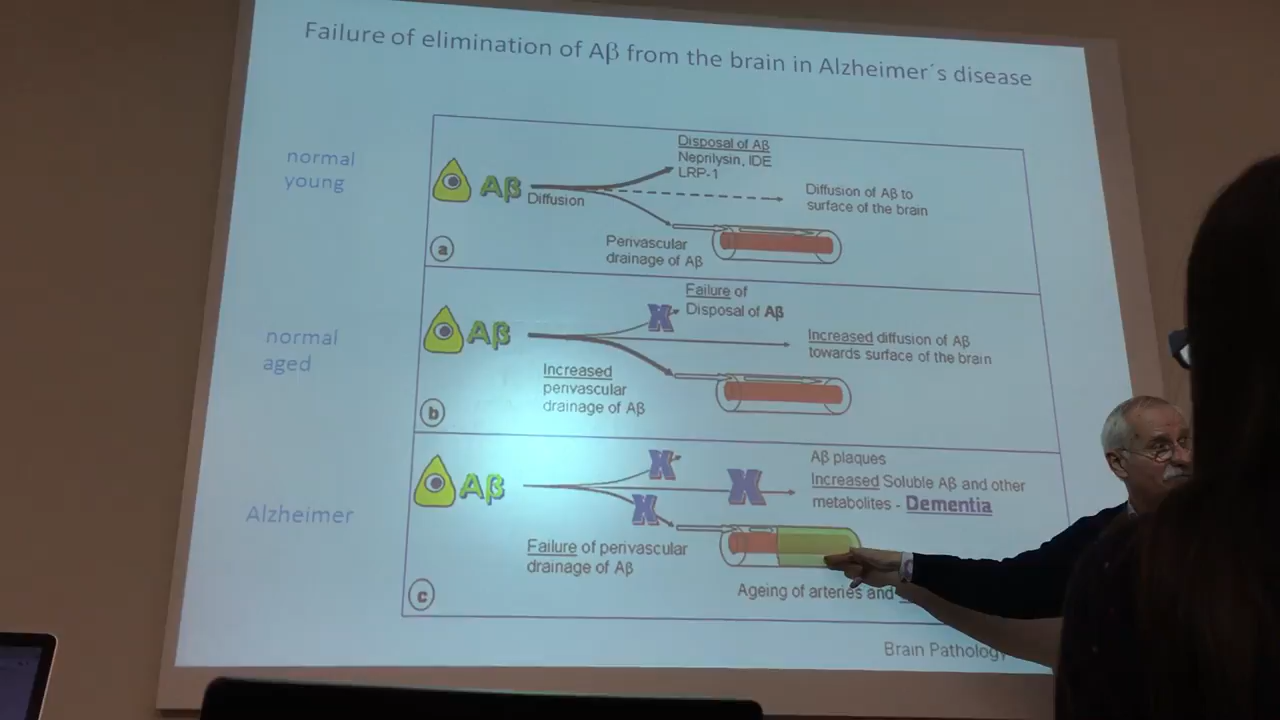 Failure of elimination of Aβ from the brain in Alzheimer´s disease
normal
young
Aβ
Diffusion
Disposal of Aβ
Neprilysin, IDE
LRP-1
Diffusion of Aβ to
surface of the brain
Perivascular
drainage of Aβ
a
normal
aged
Aβ
Failure of
Disposal of Aβ
Increased diffusion of Aβ
towards surface of the brain
Increased
perivascular
drainage of Aβ
b
Alzheimer
Aβ
Aβ plaques
Increased Soluble Aβ and other
metabolites - Dementia
Failure of perivascular
drainage of Aβ
Ageing of arteries and
c
Brain Pathology